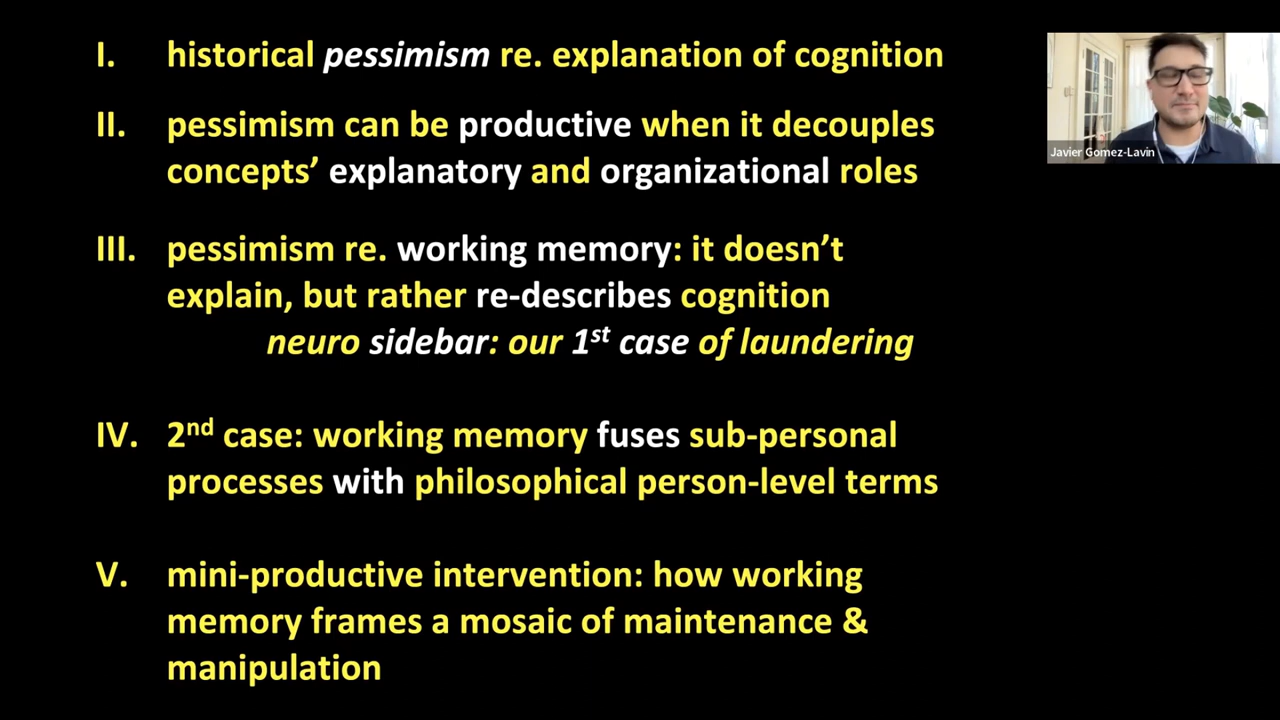 I. historical pessimism re. explanation of cognition
II. pessimism can be productive when it decouples
concepts’ explanatory and organizational roles
III. pessimism re. working memory: it doesn’t
explain, but rather re-describes cognition
neuro sidebar: our 1st case of laundering
IV. 2nd case: working memory fuses sub-personal
processes with philosophical person-level terms
V. mini-productive intervention: how working
memory frames a mosaic of maintenance &
manipulation
Javier Gomez-Lavin